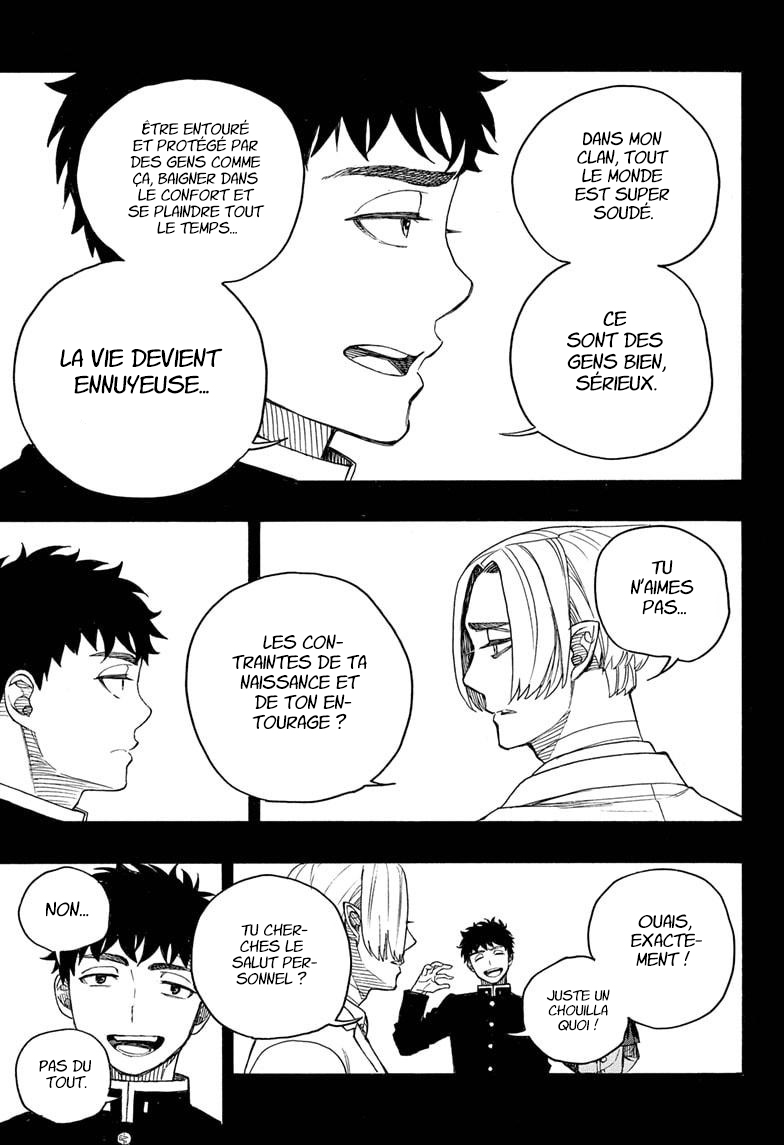 DANS MON
CLAN, TOUT
LE MONDE
EST SUPER
SOUDÉ.
CE
SONT DES
GENS BIEN,
SÉRIEUX.
ÊTRE ENTOURÉ
ET PROTÉGÉ PAR
DES GENS COMME
ÇA, BAIGNER DANS
LE CONFORT ET
SE PLAINDRE TOUT
LE TEMPS...
LA VIE DEVIENT
ENNUYEUSE...
TU
N'AIMES
PAS...
LES CON-
TRAINTES DE TA
NAISSANCE ET
DE TON EN-
TOURAGE ?
OUAIS,
EXACTE-
MENT !
JUSTE UN
CHOUILLA
QUOI !
TU CHER-
CHES LE
SALUT PER-
SONNEL ?
NON...
PAS DU
TOUT.